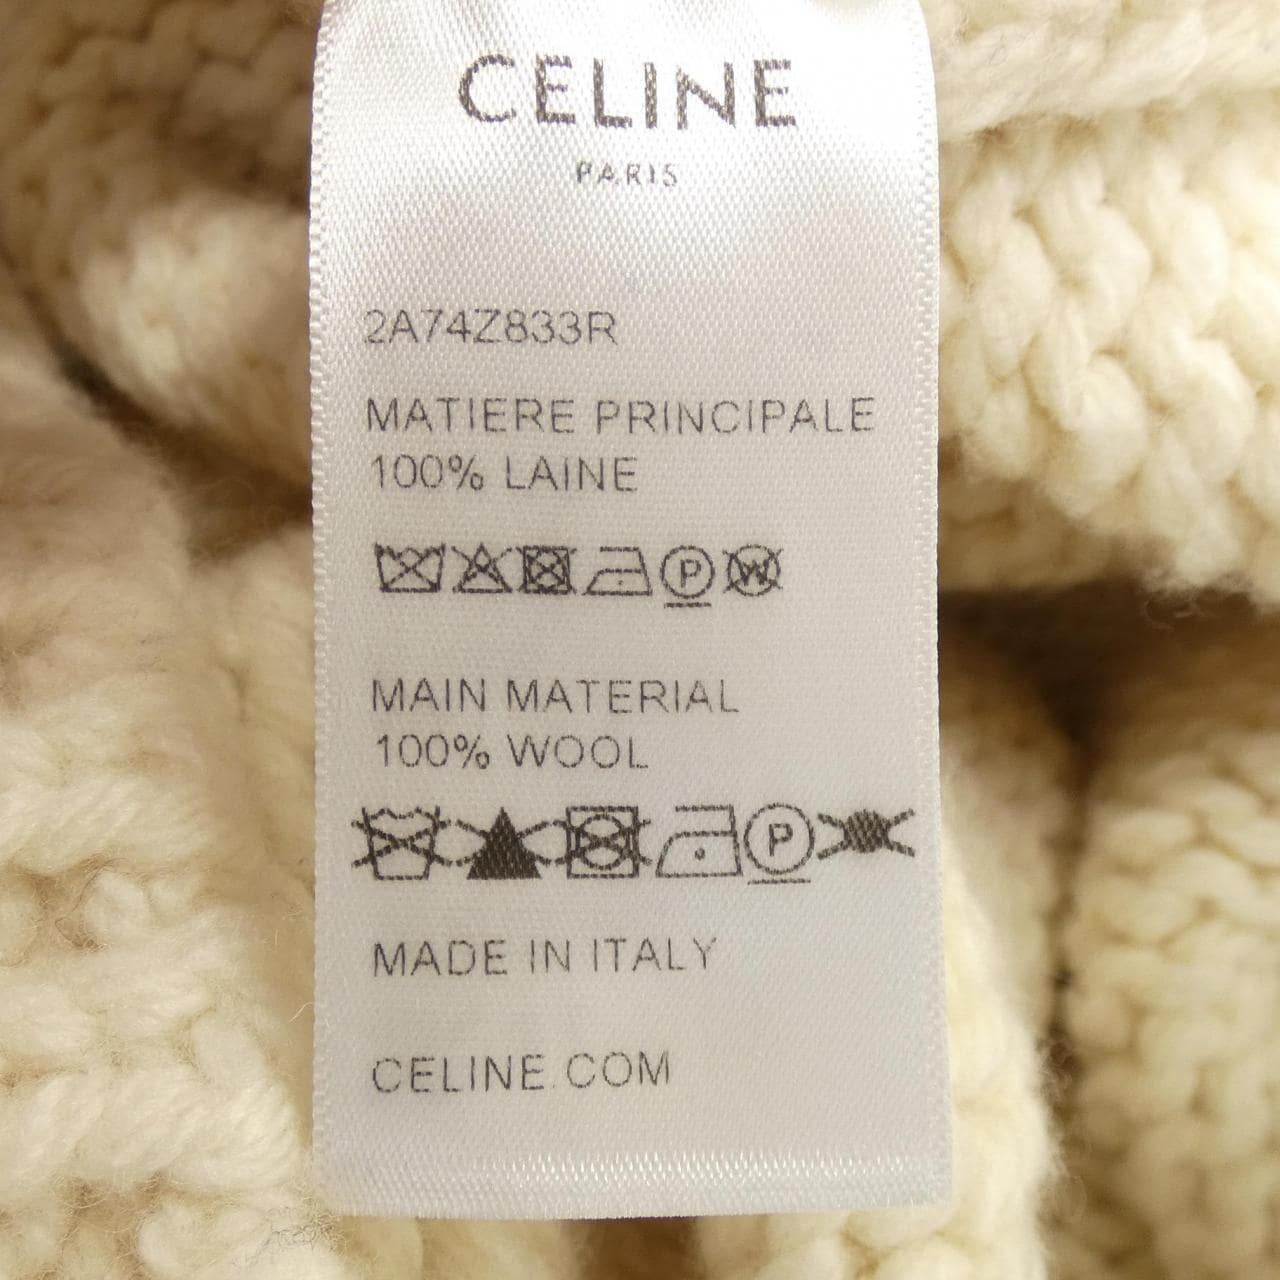 CELINE
PARIS
2A74Z833R
MATIERE PRINCIPALE
100% LAINE
P W
MAIN MATERIAL
100% WOOL
P
MADE IN ITALY
CELINE.COM